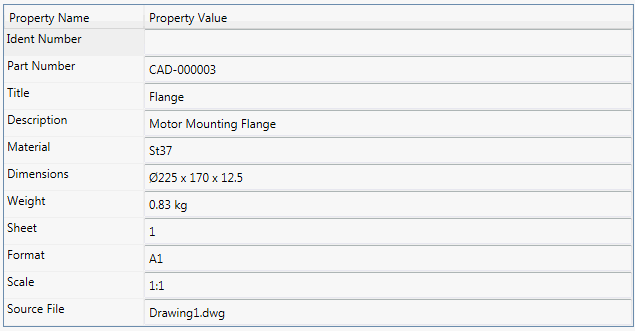 Property Name Property Value
Ident Number
Part Number CAD-000003
Title Flange
Description Motor Mounting Flange
Material St37
Dimensions Ø225 x 170 x 12.5
Weight 0.83 kg
Sheet 1
Format A1
Scale 1:1
Source File Drawing1.dwg